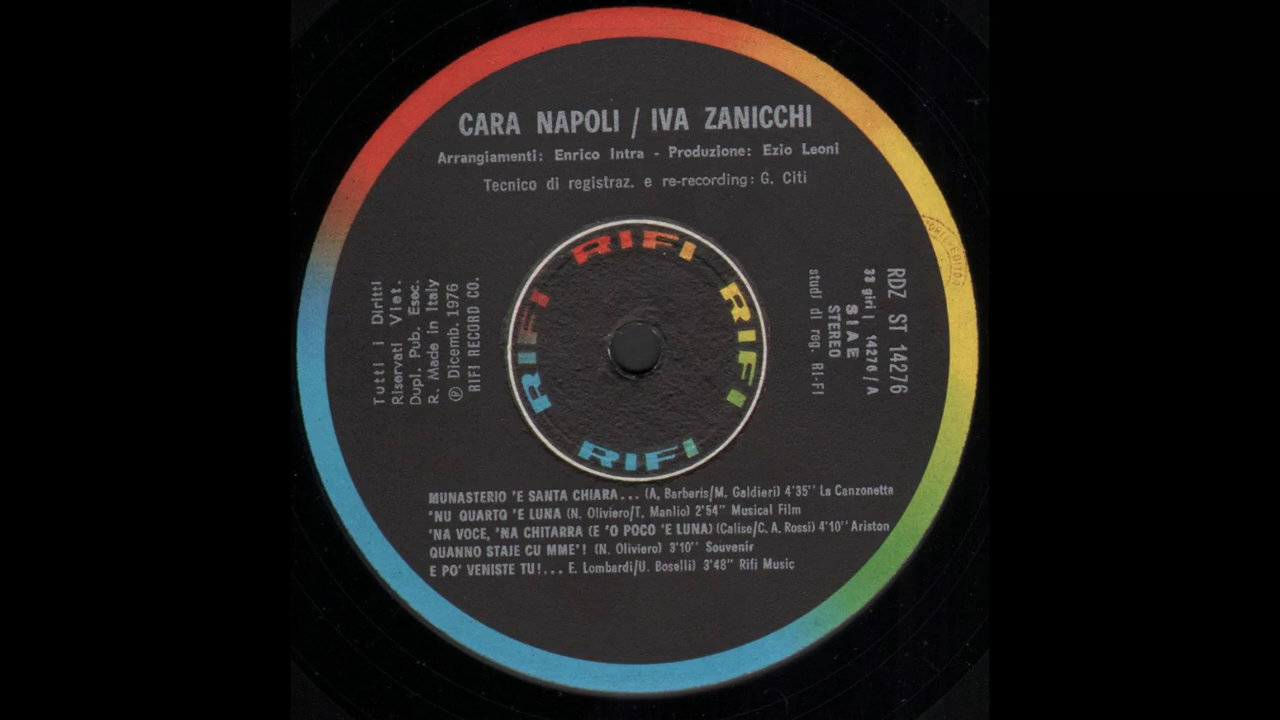 CARA NAPOLI / IVA ZANICCHI
Arrangiamenti: Enrico Intra - Produzione: Ezio Leoni
Tecnico di registraz. e re-recording: G. Citi
Tutti i Diritti
Riservati Viet.
Dupl. Pub. Esec.
R. Made in Italy
℗ Dicemb. 1976
RIFI RECORD CO.
RIFI
RIFI
RIFI
RIFI
RDZ ST 14276
33 giri | 14276/A
SIAE
STEREO
studi di reg. RI-FI
MUNASTERIO 'E SANTA CHIARA... (A. Barberis/M. Galdieri) 4'35'' La Canzonetta
'NU QUARTO 'E LUNA (N. Oliviero/T. Manlio) 2'54'' Musical Film
'NA VOCE, 'NA CHITARRA (E 'O POCO 'E LUNA) (Calise/C. A. Rossi) 4'10'' Ariston
QUANNO STAJE CU MME'! (N. Oliviero) 3'10'' Souvenir
E PO' VENISTE TU!... E. Lombardi/U. Boselli) 3'48'' Rifi Music